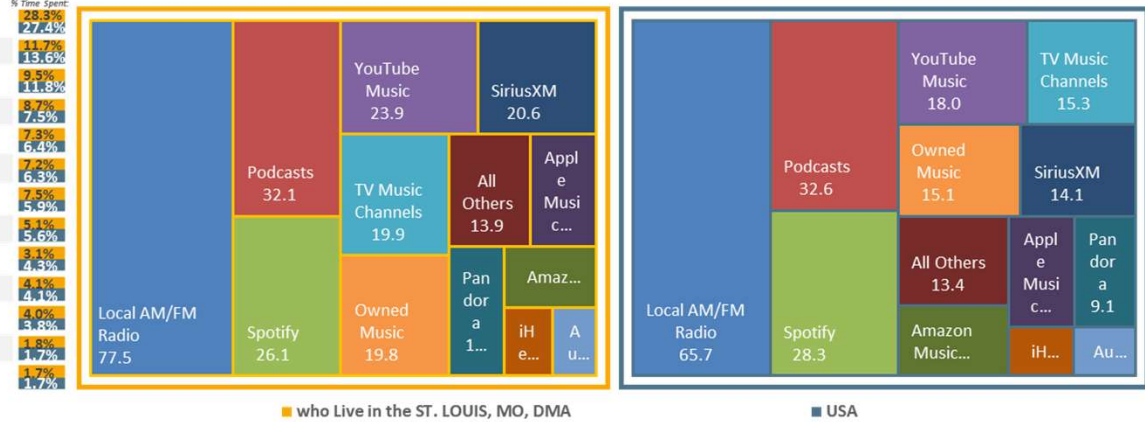 % Time Spent:
28.3%
27.4%
11.7%
13.6%
9.5%
11.8%
8.7%
7.5%
7.3%
6.4%
7.2%
6.3%
7.5%
5.9%
5.1%
5.6%
3.1%
4.3%
4.1%
4.1%
4.0%
3.8%
1.8%
1.7%
1.7%
1.7%
Local AM/FM
Radio
77.5
Podcasts
32.1
Spotify
26.1
YouTube
Music
23.9
SiriusXM
20.6
TV Music
Channels
19.9
Owned
Music
19.8
All
Others
13.9
Appl
e
Musi
c...
Pan
dor
a
1...
Amaz...
iH
e...
A
u...
Local AM/FM
Radio
65.7
Podcasts
32.6
Spotify
28.3
YouTube
Music
18.0
TV Music
Channels
15.3
Owned
Music
15.1
SiriusXM
14.1
All Others
13.4
Amazon
Music...
Appl
e
Musi
c...
Pan
dor
a
9.1
iH...
Au...
who Live in the ST. LOUIS, MO, DMA
USA